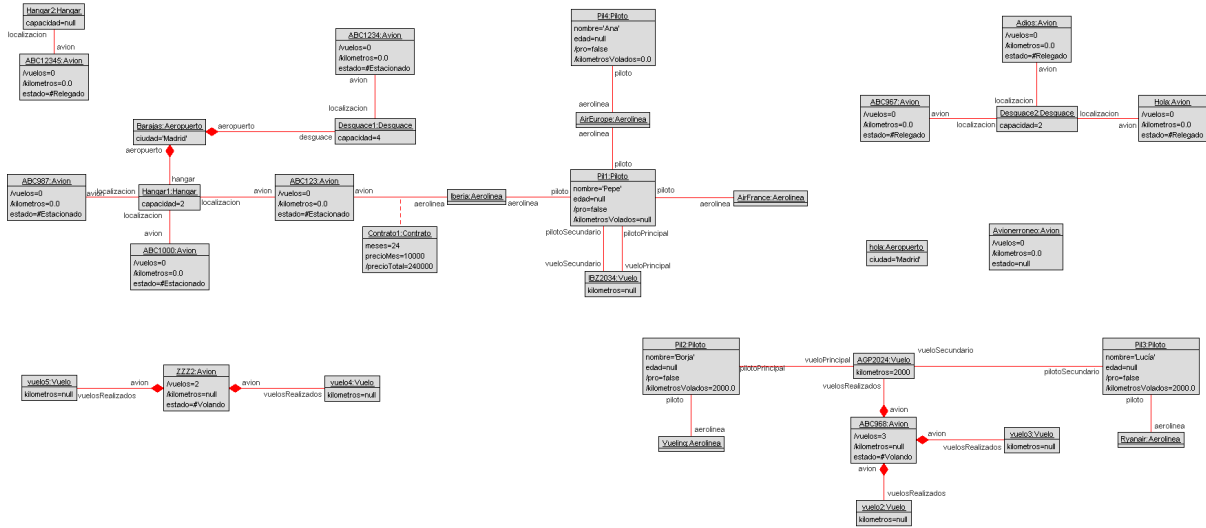 Hangar2:Hangar
capacidad=null
localizacion
avion
ABC12345:Avion
/vuelos=0
/kilometros=0.0
estado=#Relegado
ABC1234:Avion
/vuelos=0
/kilometros=0.0
estado=#Estacionado
avion
localizacion
Barajas:Aeropuerto
ciudad='Madrid'
aeropuerto
desguace
Desguace1:Desguace
capacidad=4
aeropuerto
hangar
ABC987:Avion
/vuelos=0
/kilometros=0.0
estado=#Estacionado
avion
localizacion
Hangar1:Hangar
capacidad=2
localizacion
localizacion
avion
ABC1000:Avion
/vuelos=0
/kilometros=0.0
estado=#Estacionado
avion
ABC123:Avion
/vuelos=0
/kilometros=0.0
estado=#Estacionado
avion
aerolinea
Contrato1:Contrato
meses=24
precioMes=10000
/precioTotal=240000
Iberia:Aerolinea
aerolinea
piloto
Pil4:Piloto
nombre='Ana'
edad=null
/pro=false
/kilometrosVolados=0.0
piloto
aerolinea
AirEurope:Aerolinea
aerolinea
piloto
Pil1:Piloto
nombre='Pepe'
edad=null
/pro=false
/kilometrosVolados=null
piloto
aerolinea
AirFrance:Aerolinea
pilotoSecundario
pilotoPrincipal
vueloSecundario
vueloPrincipal
IBZ2034:Vuelo
kilometros=null
Adios:Avion
/vuelos=0
/kilometros=0.0
estado=#Relegado
avion
localizacion
ABC967:Avion
/vuelos=0
/kilometros=0.0
estado=#Relegado
avion
localizacion
Desguace2:Desguace
capacidad=2
localizacion
avion
Hola:Avion
/vuelos=0
/kilometros=0.0
estado=#Relegado
hola:Aeropuerto
ciudad='Madrid'
Avionerroneo:Avion
/vuelos=0
/kilometros=0.0
estado=null
vuelo5:Vuelo
kilometros=null
avion
vuelosRealizados
ZZZ2:Avion
/vuelos=2
/kilometros=null
estado=#Volando
avion
vuelosRealizados
vuelo4:Vuelo
kilometros=null
Pil2:Piloto
nombre='Borja'
edad=null
/pro=false
/kilometrosVolados=2000.0
vueloPrincipal
pilotoPrincipal
piloto
aerolinea
Vueling:Aerolinea
AGP2024:Vuelo
kilometros=2000
vueloSecundario
pilotoSecundario
Pil3:Piloto
nombre='Lucía'
edad=null
/pro=false
/kilometrosVolados=2000.0
piloto
aerolinea
Ryanair:Aerolinea
vuelosRealizados
avion
ABC968:Avion
/vuelos=3
/kilometros=null
estado=#Volando
avion
vuelosRealizados
vuelo3:Vuelo
kilometros=null
avion
vuelosRealizados
vuelo2:Vuelo
kilometros=null